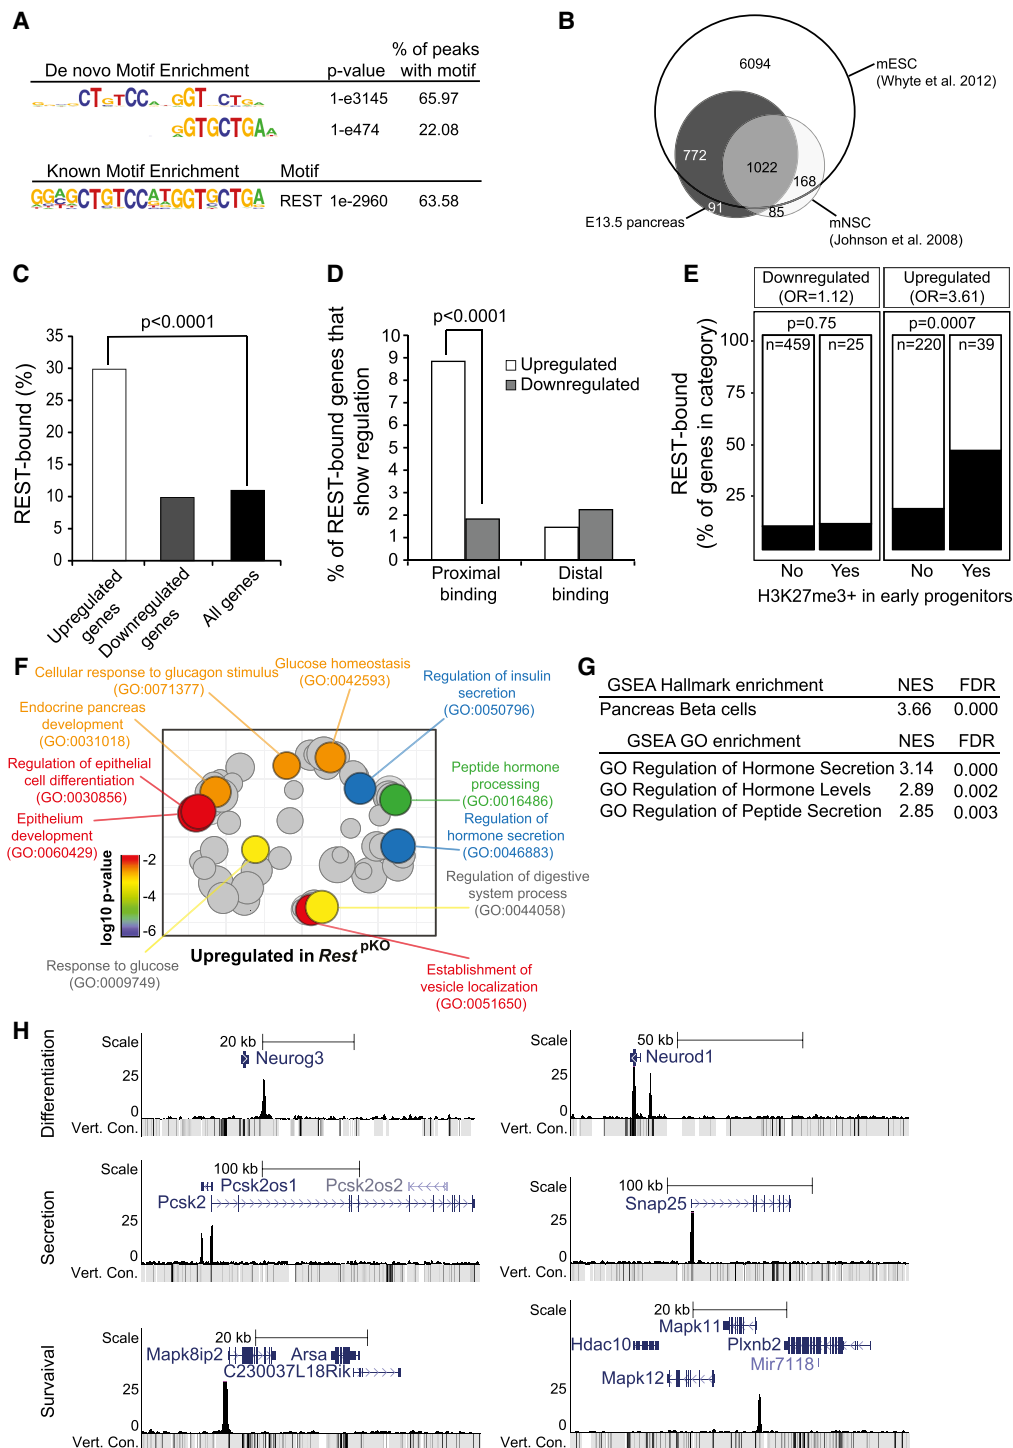 A
% of peaks
De novo Motif Enrichment p-value with motif
CTGTCC GGT CTGA 1-e3145 65.97
GGTGCTGAA 1-e474 22.08
Known Motif Enrichment Motif
GGAGCTGTCCATGGTGCTGA REST 1e-2960 63.58
B
6094
mESC
(Whyte et al. 2012)
772
1022
168
91
85
E13.5 pancreas
mNSC
(Johnson et al. 2008)
C
p<0.0001
REST-bound (%)
35
30
25
20
15
10
5
0
Upregulated genes
Downregulated genes
All genes
D
p<0.0001
% of REST-bound genes that show regulation
10
9
8
7
6
5
4
3
2
1
0
Upregulated
Downregulated
Proximal binding
Distal binding
E
Downregulated (OR=1.12)
Upregulated (OR=3.61)
p=0.75
p=0.0007
n=459 n=25 n=220 n=39
REST-bound (% of genes in category)
100
75
50
25
No Yes No Yes
H3K27me3+ in early progenitors
F
Cellular response to glucagon stimulus
(GO:0071377)
Glucose homeostasis
(GO:0042593)
Regulation of insulin
secretion
(GO:0050796)
Endocrine pancreas
development
(GO:0031018)
Regulation of epithelial
cell differentiation
(GO:0030856)
Epithelium
development
(GO:0060429)
Peptide hormone
processing
(GO:0016486)
Regulation of
hormone secretion
(GO:0046883)
Regulation of digestive
system process
(GO:0044058)
log10 p-value
-2
-4
-6
Response to glucose
(GO:0009749)
Upregulated in Rest pKO
Establishment of
vesicle localization
(GO:0051650)
G
GSEA Hallmark enrichment NES FDR
Pancreas Beta cells 3.66 0.000
GSEA GO enrichment NES FDR
GO Regulation of Hormone Secretion 3.14 0.000
GO Regulation of Hormone Levels 2.89 0.002
GO Regulation of Peptide Secretion 2.85 0.003
H
Differentiation
Scale 20 kb
Neurog3
25
0
Vert. Con.
Scale 50 kb
Neurod1
25
0
Vert. Con.
Secretion
Scale 100 kb
Pcsk2os1 Pcsk2os2
Pcsk2
25
0
Vert. Con.
Scale 100 kb
Snap25
25
0
Vert. Con.
Survaival
Scale 20 kb
Mapk8ip2 Arsa
C230037L18Rik
25
0
Vert. Con.
Scale 20 kb
Mapk11
Hdac10 Plxnb2
Mir7118
Mapk12
25
0
Vert. Con.